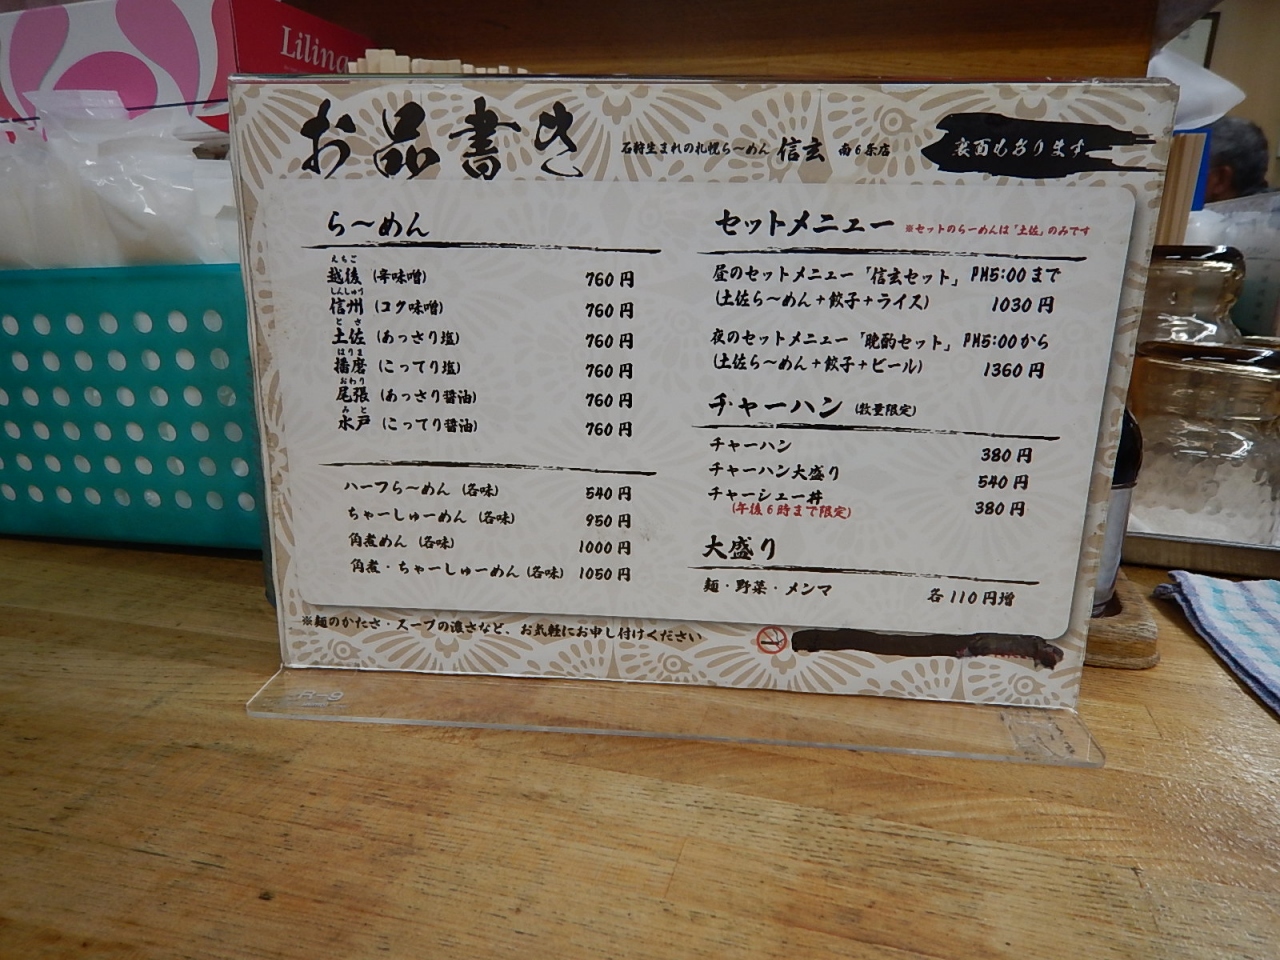 Lilina
お品書き
石狩生まれの札幌ら〜めん 信玄 南6条店
裏面もあります
ら〜めん
えちご
越後 (辛味噌) 760円
しんしゅう
信州 (コク味噌) 760円
とさ
土佐 (あっさり塩) 760円
はりま
播磨 (こってり塩) 760円
おわり
尾張 (あっさり醤油) 760円
みと
水戸 (こってり醤油) 760円
ハーフら〜めん (各味) 540円
ちゃーしゅーめん (各味) 950円
角煮めん (各味) 1000円
角煮・ちゃーしゅーめん (各味) 1050円
※麺のかたさ・スープの濃さなど、お気軽にお申し付けください
セットメニュー ※セットのらーめんは「土佐」のみです
昼のセットメニュー「信玄セット」 PM5:00まで
(土佐ら〜めん+餃子+ライス) 1030円
夜のセットメニュー「晩酌セット」 PM5:00から
(土佐ら〜めん+餃子+ビール) 1360円
チャーハン (数量限定)
チャーハン 380円
チャーハン大盛り 540円
チャーシュー丼 380円
(午後6時まで限定)
大盛り
麺・野菜・メンマ 各110円増
R-9